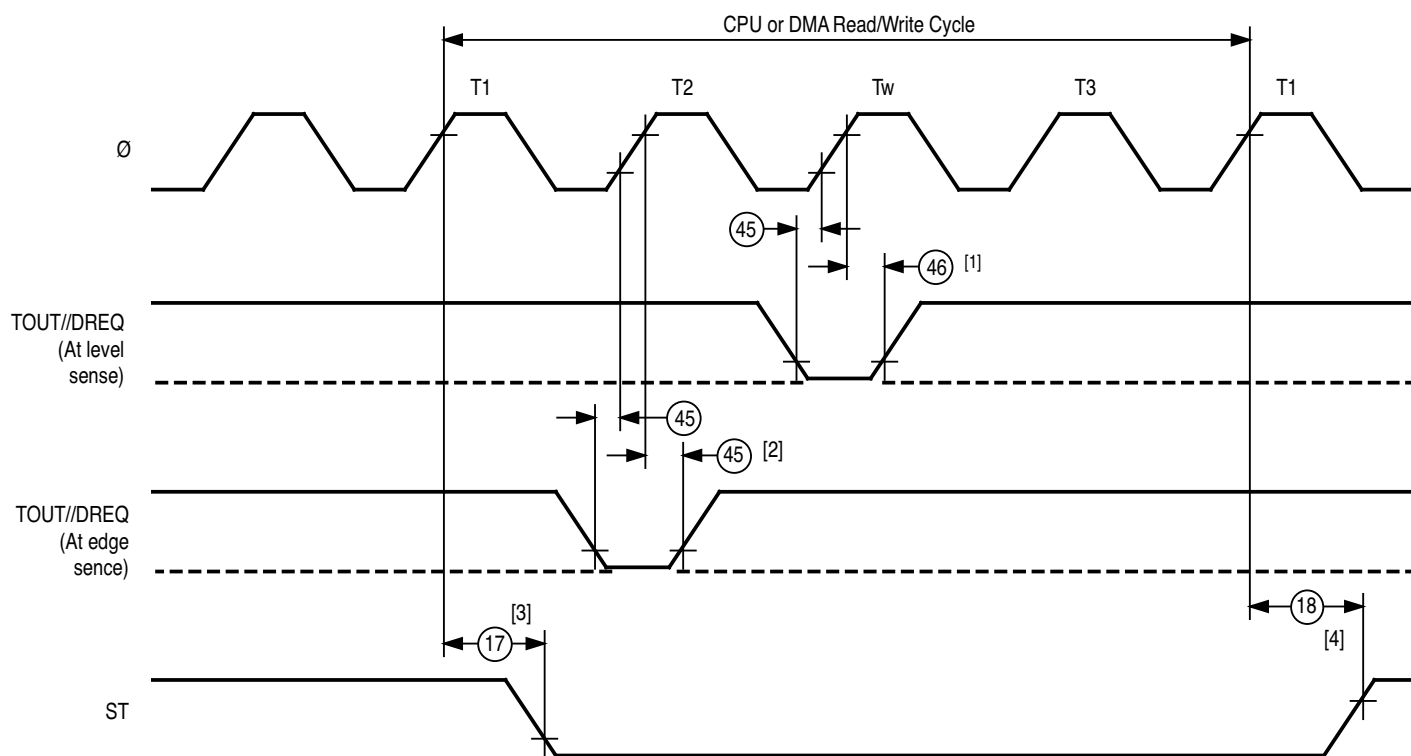 CPU or DMA Read/Write Cycle
T1 T2 Tw T3 T1
Ø
45
46 [1]
TOUT//DREQ
(At level
sense)
45
45 [2]
TOUT//DREQ
(At edge
sence)
[3]
17
18
[4]
ST